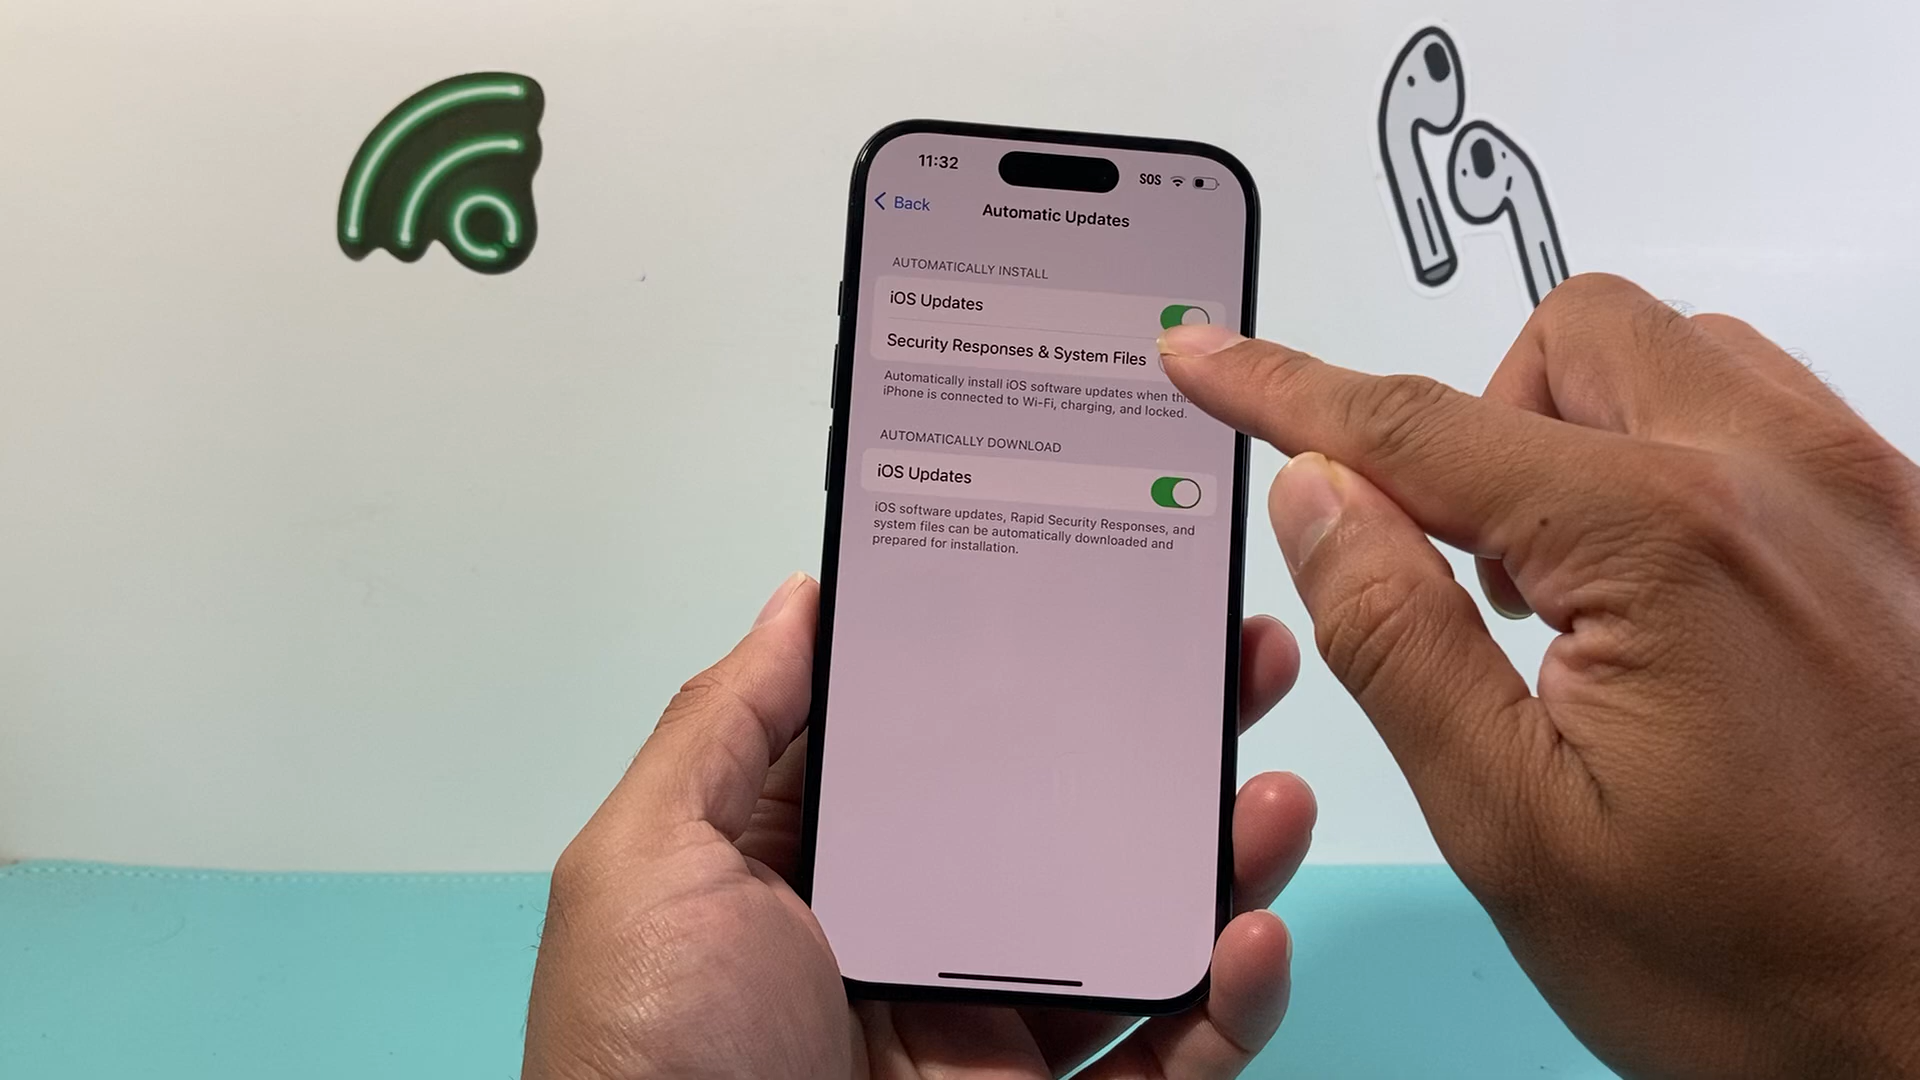 11:32
SOS
Back
Automatic Updates
AUTOMATICALLY INSTALL
iOS Updates
Security Responses & System Files
Automatically install iOS software updates when this
iPhone is connected to Wi-Fi, charging, and locked.
AUTOMATICALLY DOWNLOAD
iOS Updates
iOS software updates, Rapid Security Responses, and
system files can be automatically downloaded and
prepared for installation.